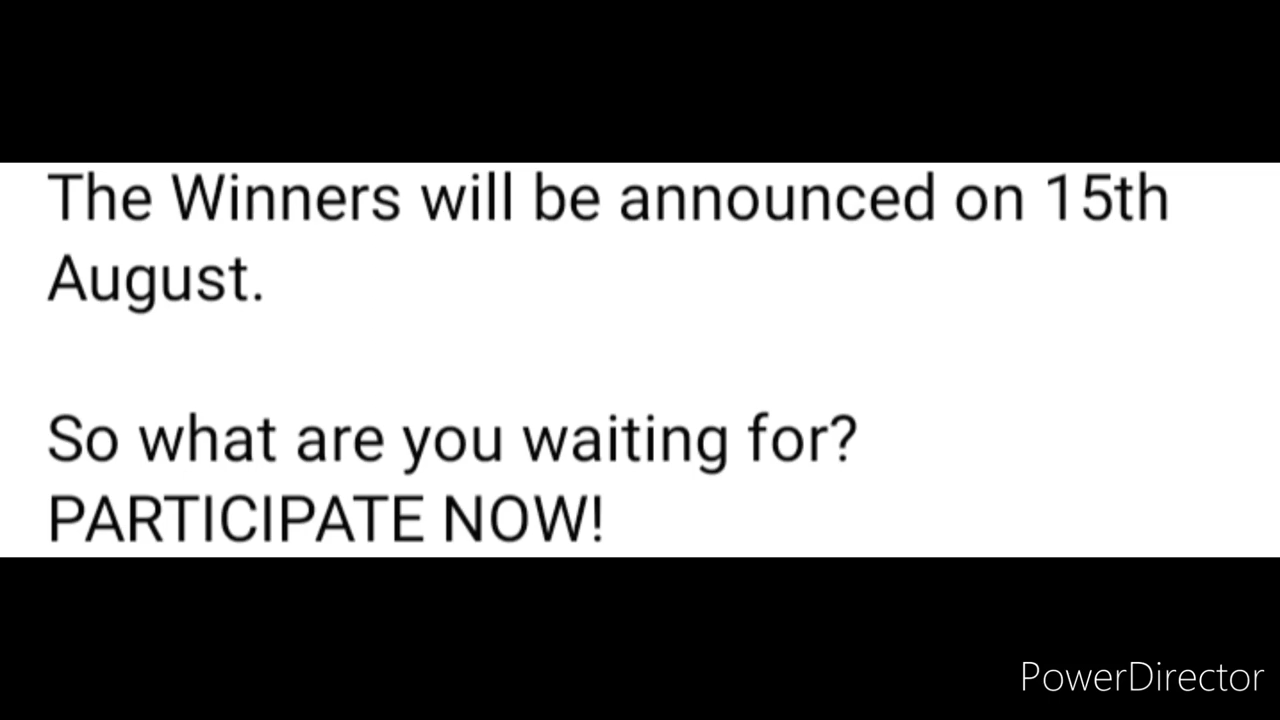 The Winners will be announced on 15th
August.
So what are you waiting for?
PARTICIPATE NOW!
PowerDirector